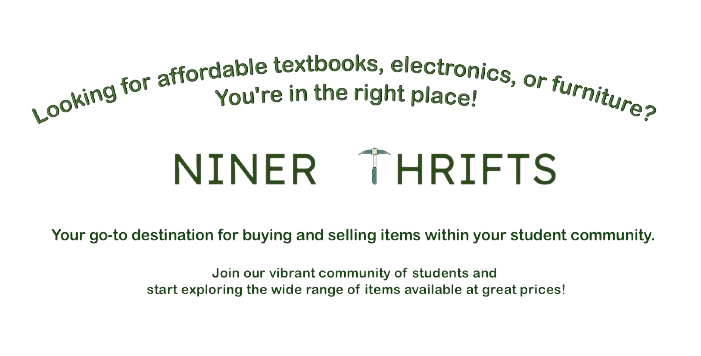 Looking for affordable textbooks, electronics, or furniture?
You're in the right place!
NINER THRIFTS
Your go-to destination for buying and selling items within your student community.
Join our vibrant community of students and
start exploring the wide range of items available at great prices!